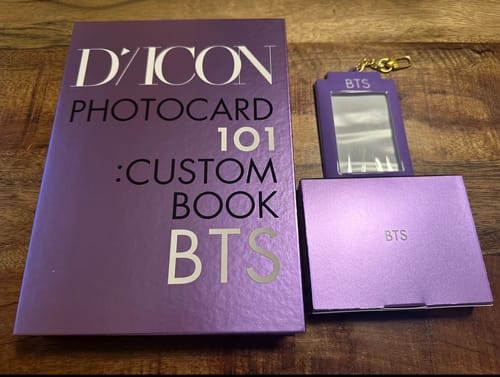 D'/ICON
PHOTOCARD
101
:CUSTOM
BOOK
BTS
BTS
BTS